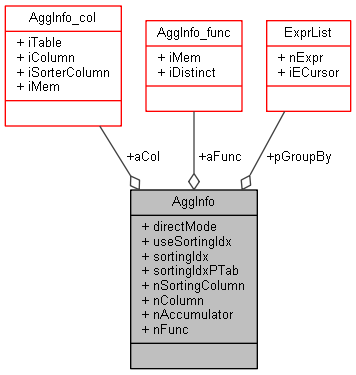 AggInfo_col
+ iTable
+ iColumn
+ iSorterColumn
+ iMem
AggInfo_func
+ iMem
+ iDistinct
ExprList
+ nExpr
+ iECursor
+aCol
+aFunc
+pGroupBy
AggInfo
+ directMode
+ useSortingIdx
+ sortingIdx
+ sortingIdxPTab
+ nSortingColumn
+ nColumn
+ nAccumulator
+ nFunc